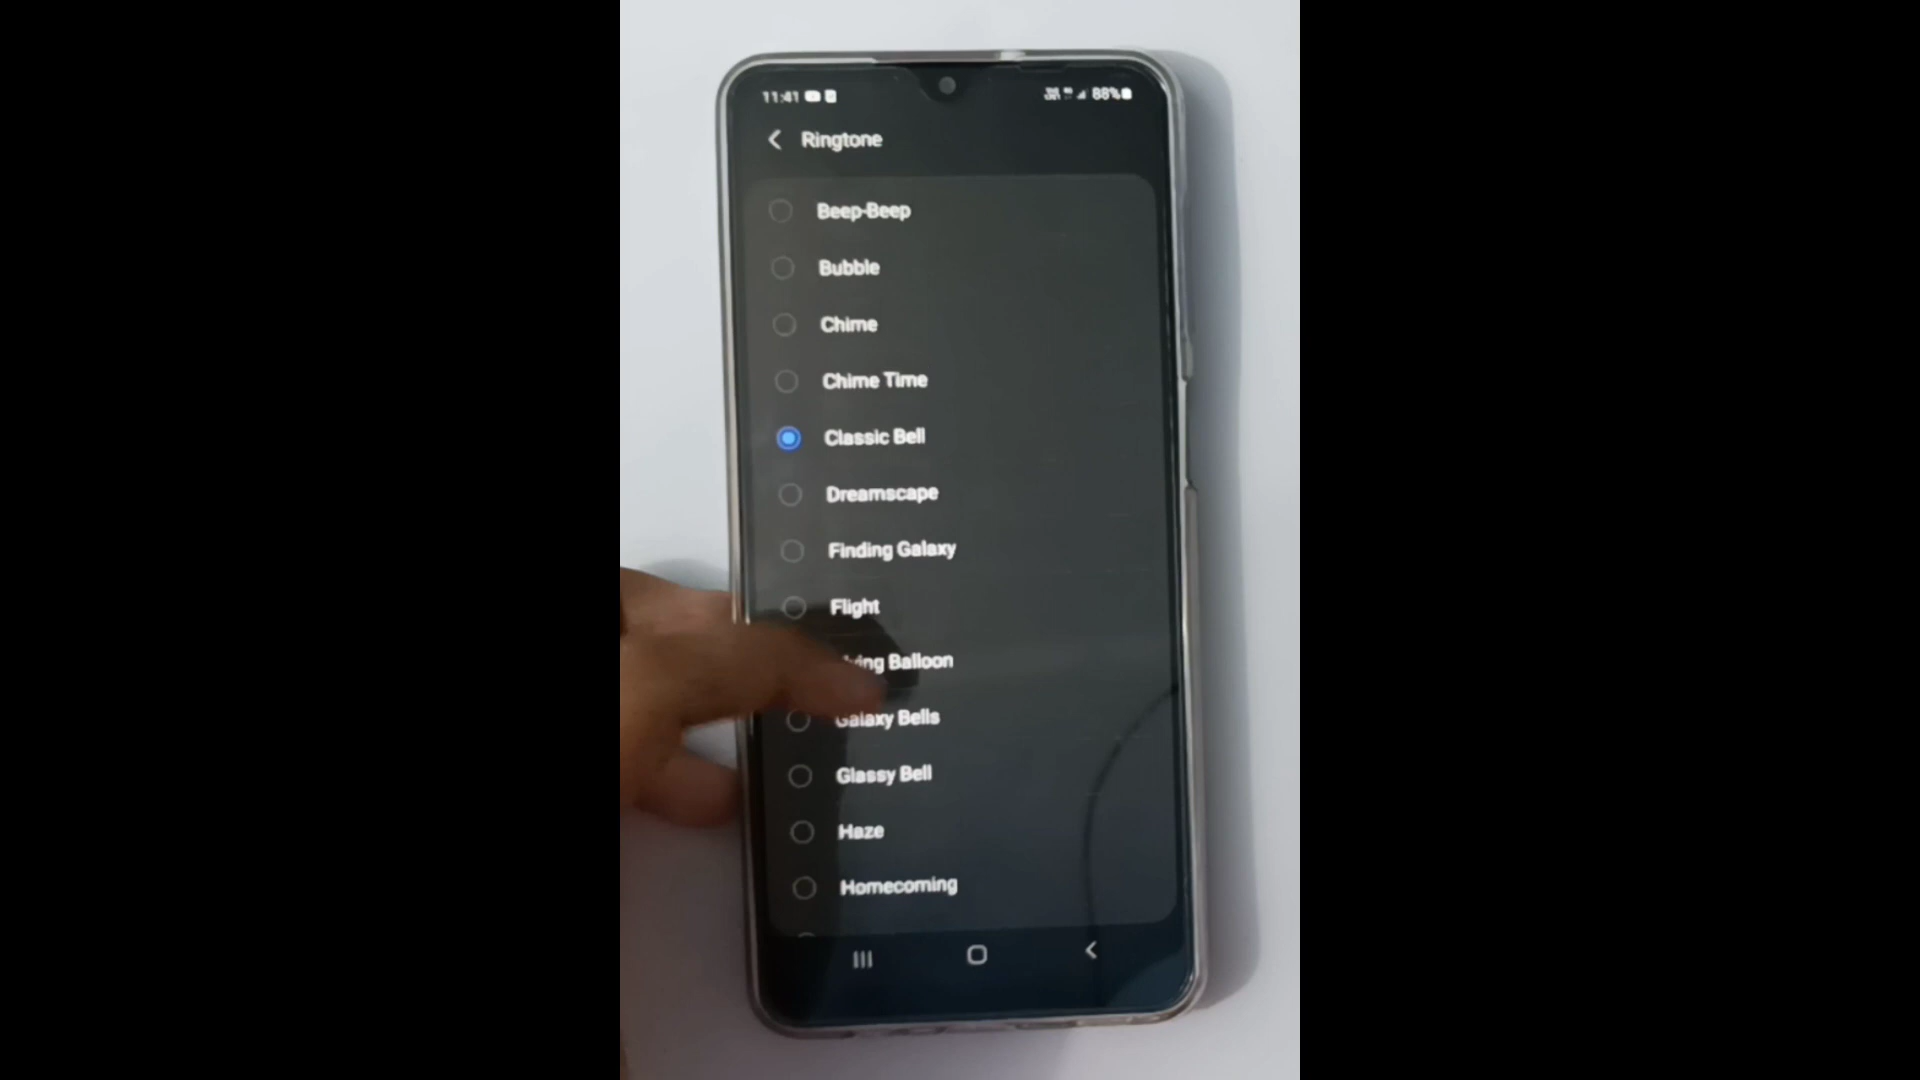 11:41 88%
Ringtone
Beep-Beep
Bubble
Chime
Chime Time
Classic Bell
Dreamscape
Finding Galaxy
Flight
Balloon
Galaxy Bells
Glassy Bell
Haze
Homecoming